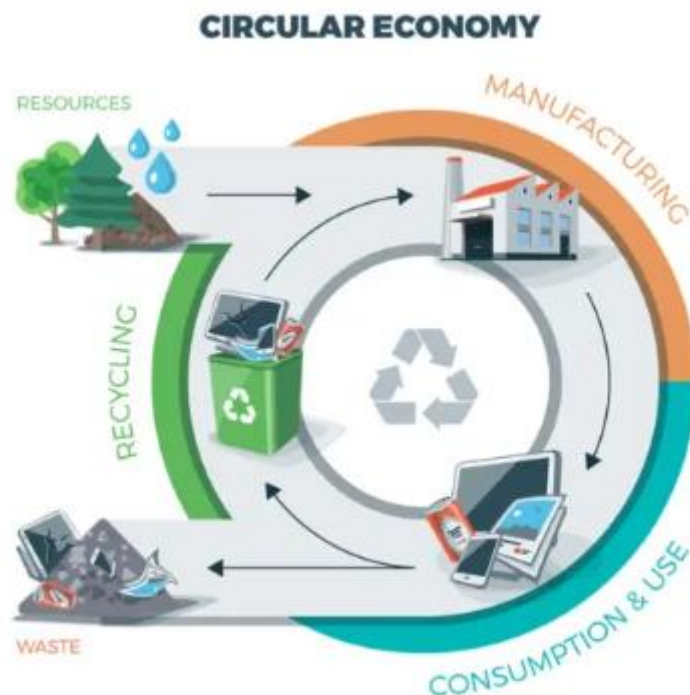 CIRCULAR ECONOMY
RESOURCES
MANUFACTURING
RECYCLING
WASTE
CONSUMPTION & USE